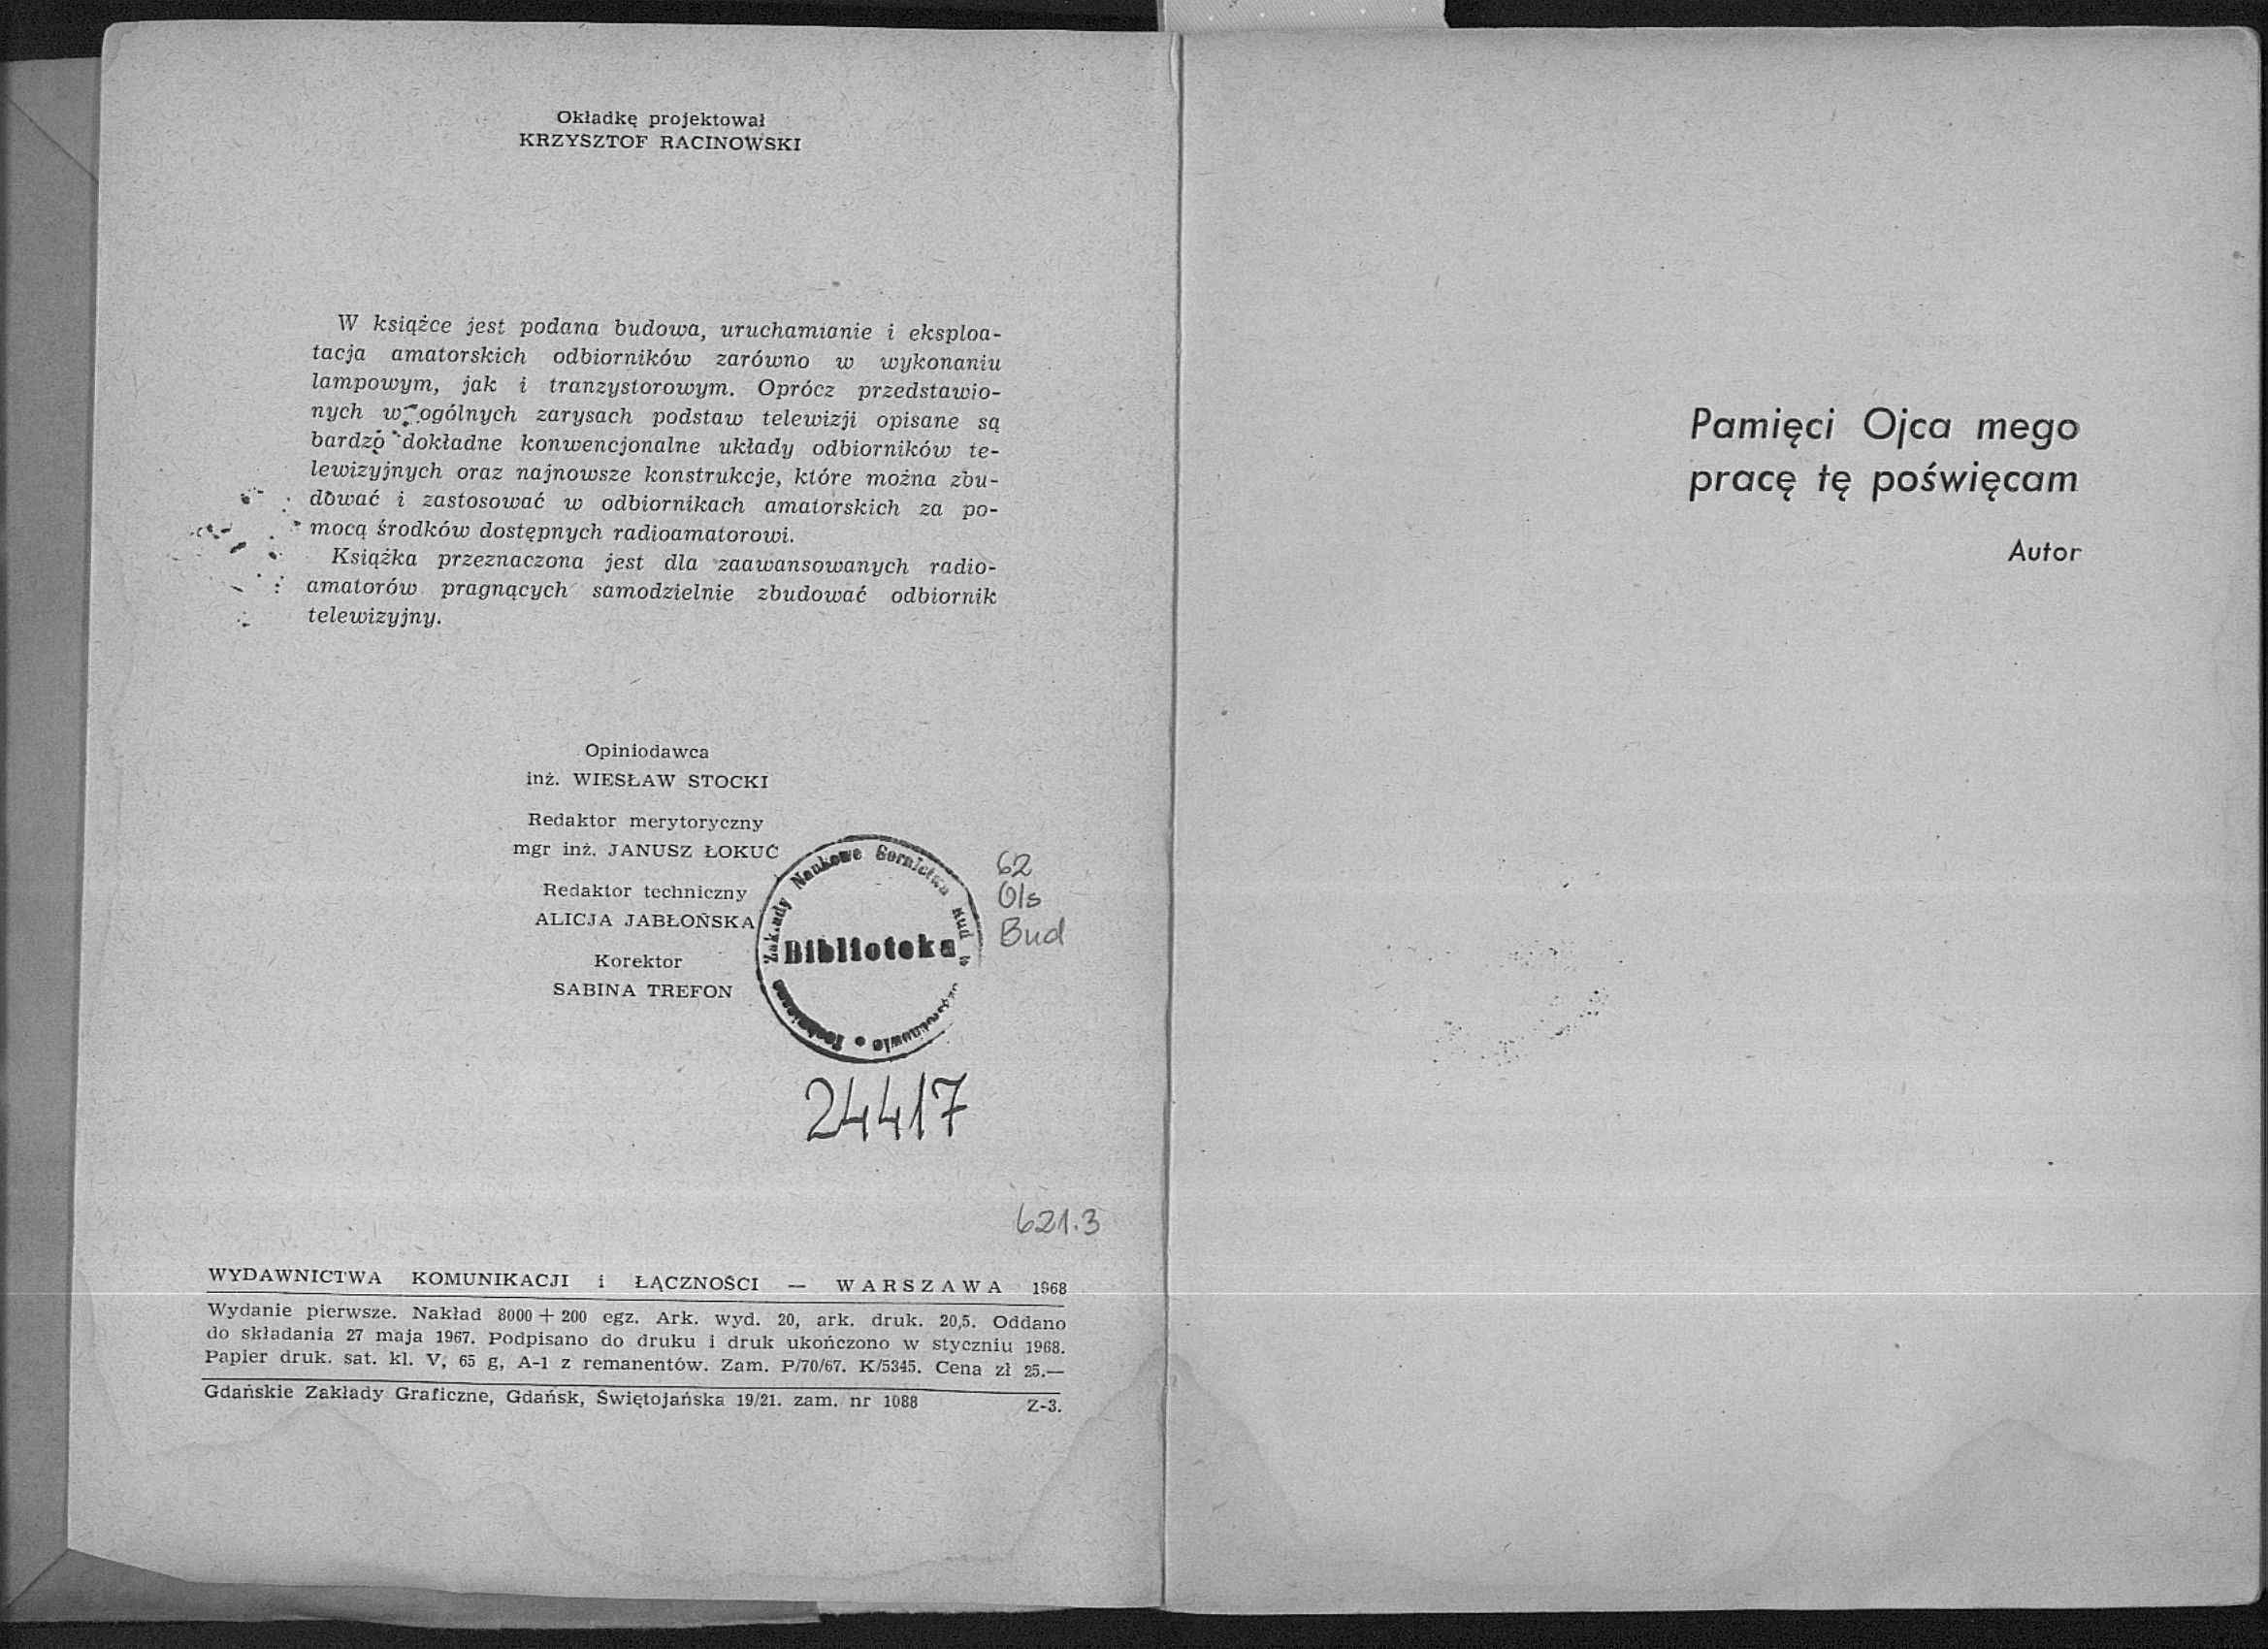 Okładkę projektował
KRZYSZTOF RACINOWSKI
W książce jest podana budowa, uruchamianie i eksploa-
tacja amatorskich odbiorników zarówno w wykonaniu
lampowym, jak i tranzystorowym. Oprócz przedstawio-
nych w ogólnych zarysach podstaw telewizji opisane są
bardzo dokładne konwencjonalne układy odbiorników te-
lewizyjnych oraz najnowsze konstrukcje, które można zbu-
dować i zastosować w odbiornikach amatorskich za po-
mocą środków dostępnych radioamatorowi.
Książka przeznaczona jest dla zaawansowanych radio-
amatorów pragnących samodzielnie zbudować odbiornik
telewizyjny.
Opiniodawca
inż. WIESŁAW STOCKI
Redaktor merytoryczny
mgr inż. JANUSZ ŁOKUĆ
Redaktor techniczny
ALICJA JABŁOŃSKA
Korektor
SABINA TREFON
Zakłady Naukowe Gornictwa Rud
Biblioteka
62
Ols
Bud
24417
621.3
WYDAWNICTWA KOMUNIKACJI i ŁĄCZNOŚCI — WARSZAWA 1968
Wydanie pierwsze. Nakład 8000 + 200 egz. Ark. wyd. 20, ark. druk. 20,5. Oddano
do składania 27 maja 1967. Podpisano do druku i druk ukończono w styczniu 1968.
Papier druk. sat. kl. V, 65 g, A-1 z remanentów. Zam. P/70/67. K/5345. Cena zł 25.—
Gdańskie Zakłady Graficzne, Gdańsk, Świętojańska 19/21. zam. nr 1088 Z-3.
Pamięci Ojca mego
pracę tę poświęcam
Autor